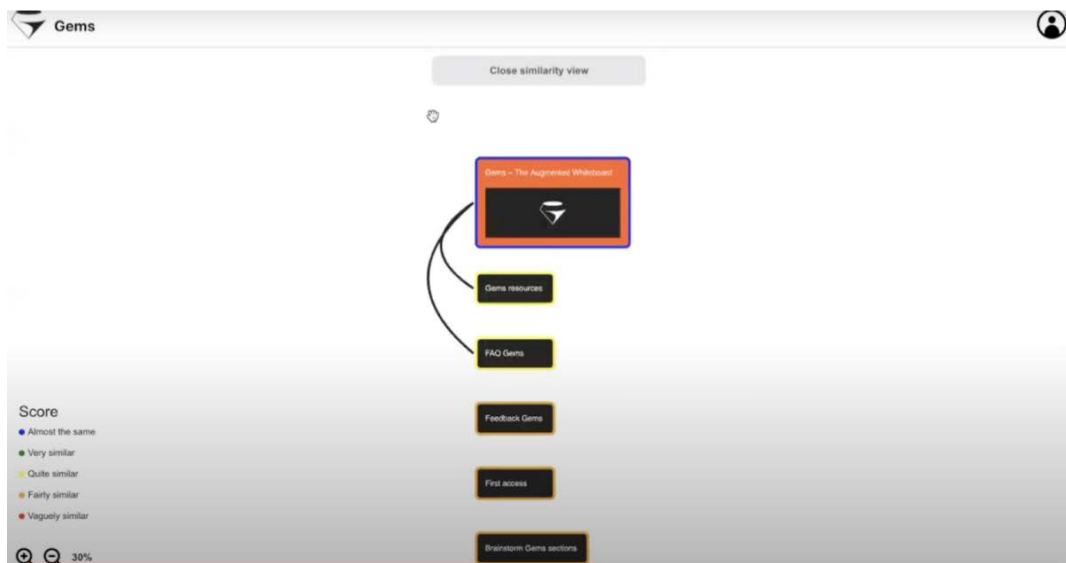 Gems
Close similarity view
Gems – The Augmented Whiteboard
Gems resources
FAQ Gems
Feedback Gems
First access
Brainstorm Gems sections
Score
Almost the same
Very similar
Quite similar
Fairly similar
Vaguely similar
30%